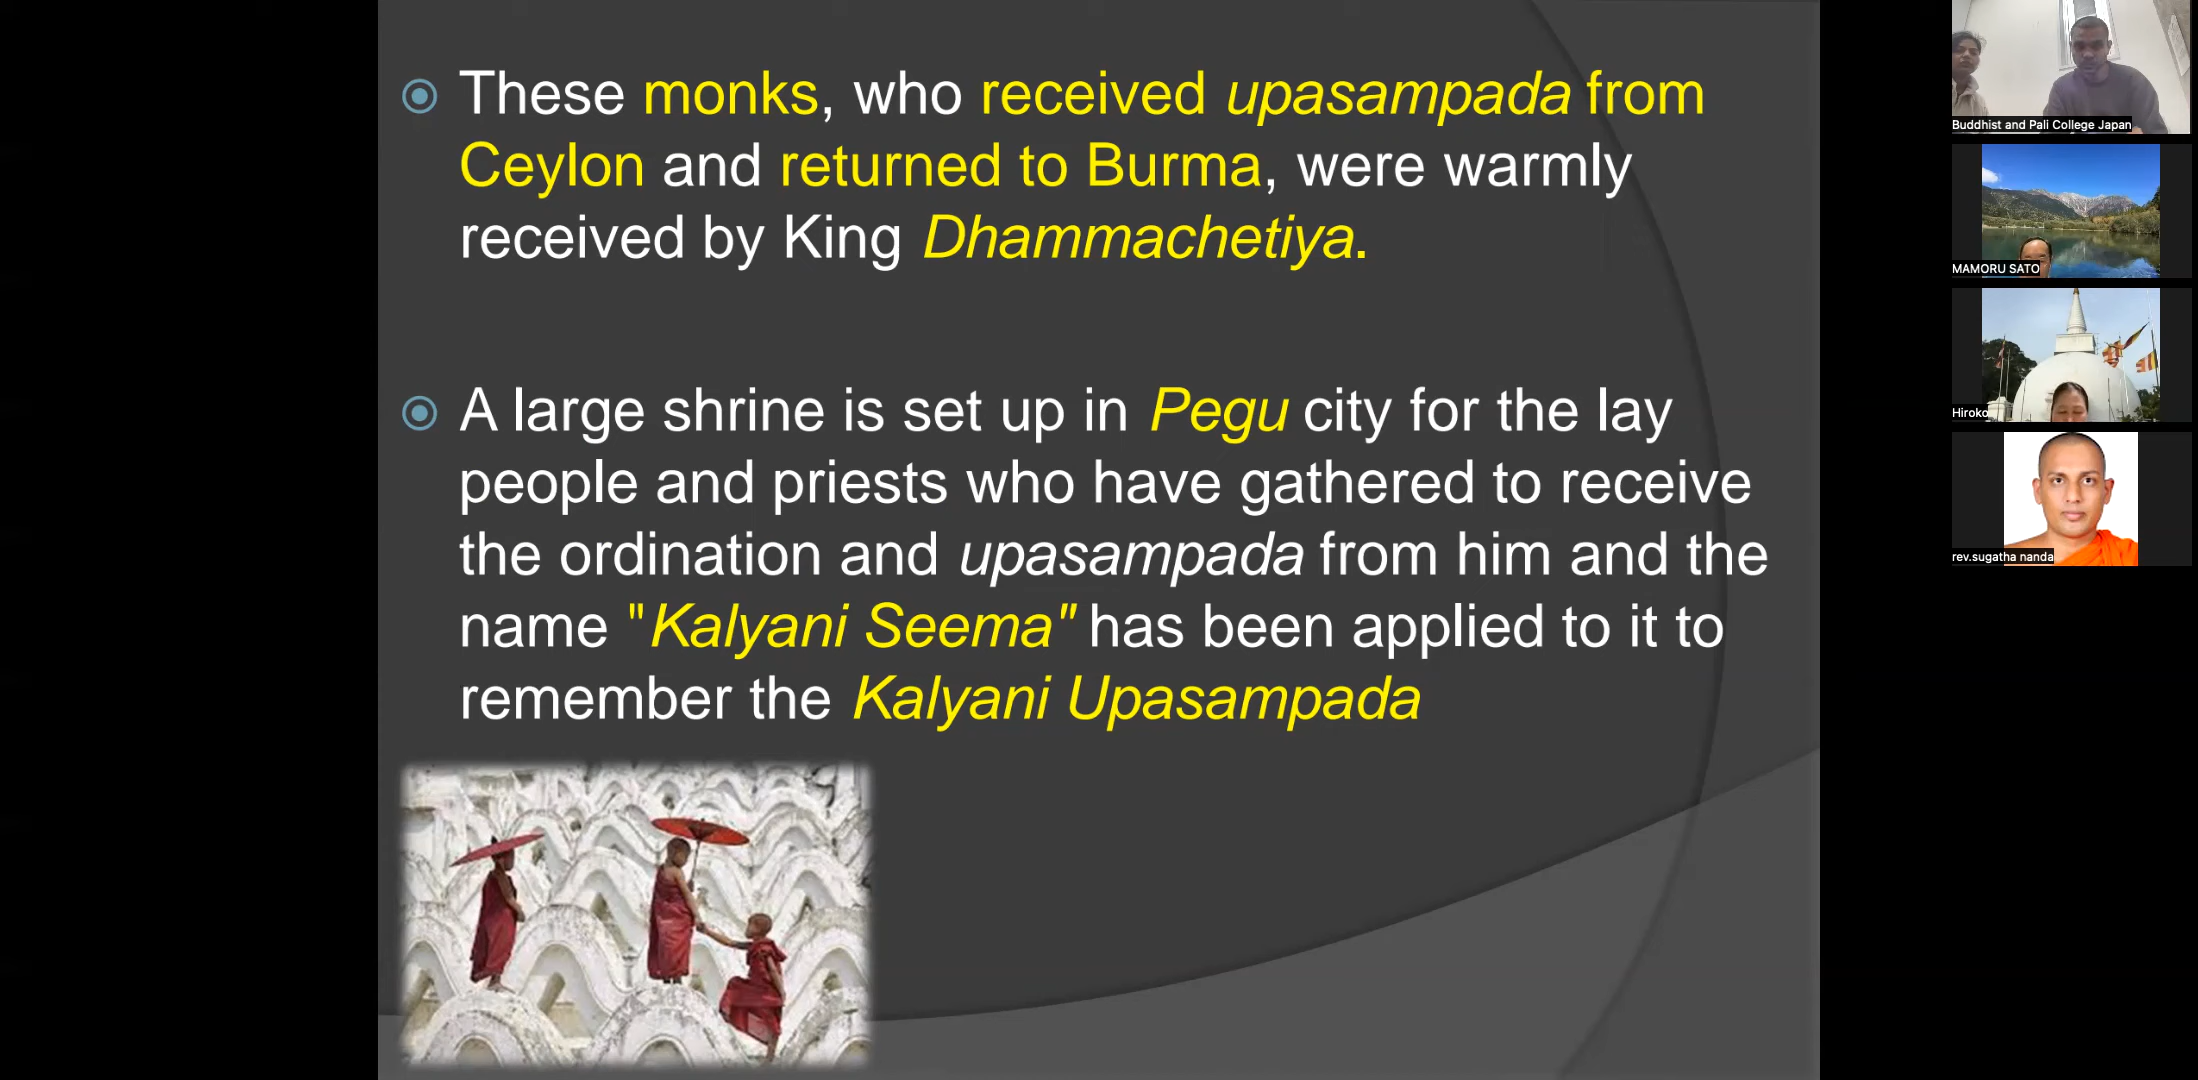 These monks, who received upasampada from
Ceylon and returned to Burma, were warmly
received by King Dhammachetiya.
A large shrine is set up in Pegu city for the lay
people and priests who have gathered to receive
the ordination and upasampada from him and the
name "Kalyani Seema" has been applied to it to
remember the Kalyani Upasampada
Buddhist and Pali College Japan
MAMORU SATO
Hiroko
rev.sugatha nanda